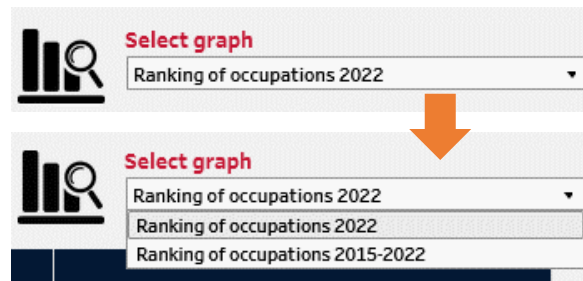 Select graph
Ranking of occupations 2022
Select graph
Ranking of occupations 2022
Ranking of occupations 2022
Ranking of occupations 2015-2022